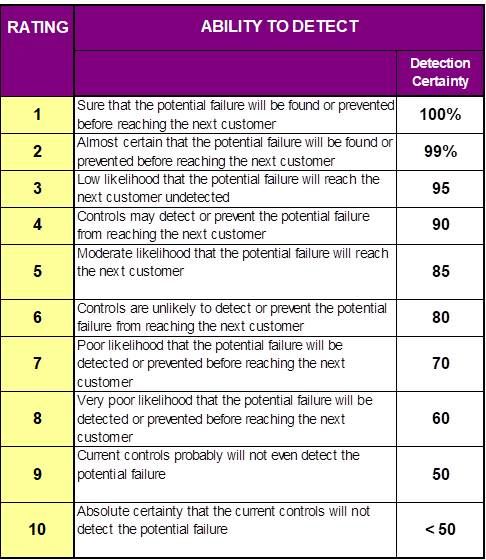 RATING
ABILITY TO DETECT
Detection
Certainty
1
Sure that the potential failure will be found or prevented
before reaching the next customer
100%
2
Almost certain that the potential failure will be found or
prevented before reaching the next customer
99%
3
Low likelihood that the potential failure will reach the
next customer undetected
95
4
Controls may detect or prevent the potential failure
from reaching the next customer
90
5
Moderate likelihood that the potential failure will reach
the next customer
85
6
Controls are unlikely to detect or prevent the potential
failure from reaching the next customer
80
7
Poor likelihood that the potential failure will be
detected or prevented before reaching the next
customer
70
8
Very poor likelihood that the potential failure will be
detected or prevented before reaching the next
customer
60
9
Current controls probably will not even detect the
potential failure
50
10
Absolute certainty that the current controls will not
detect the potential failure
< 50